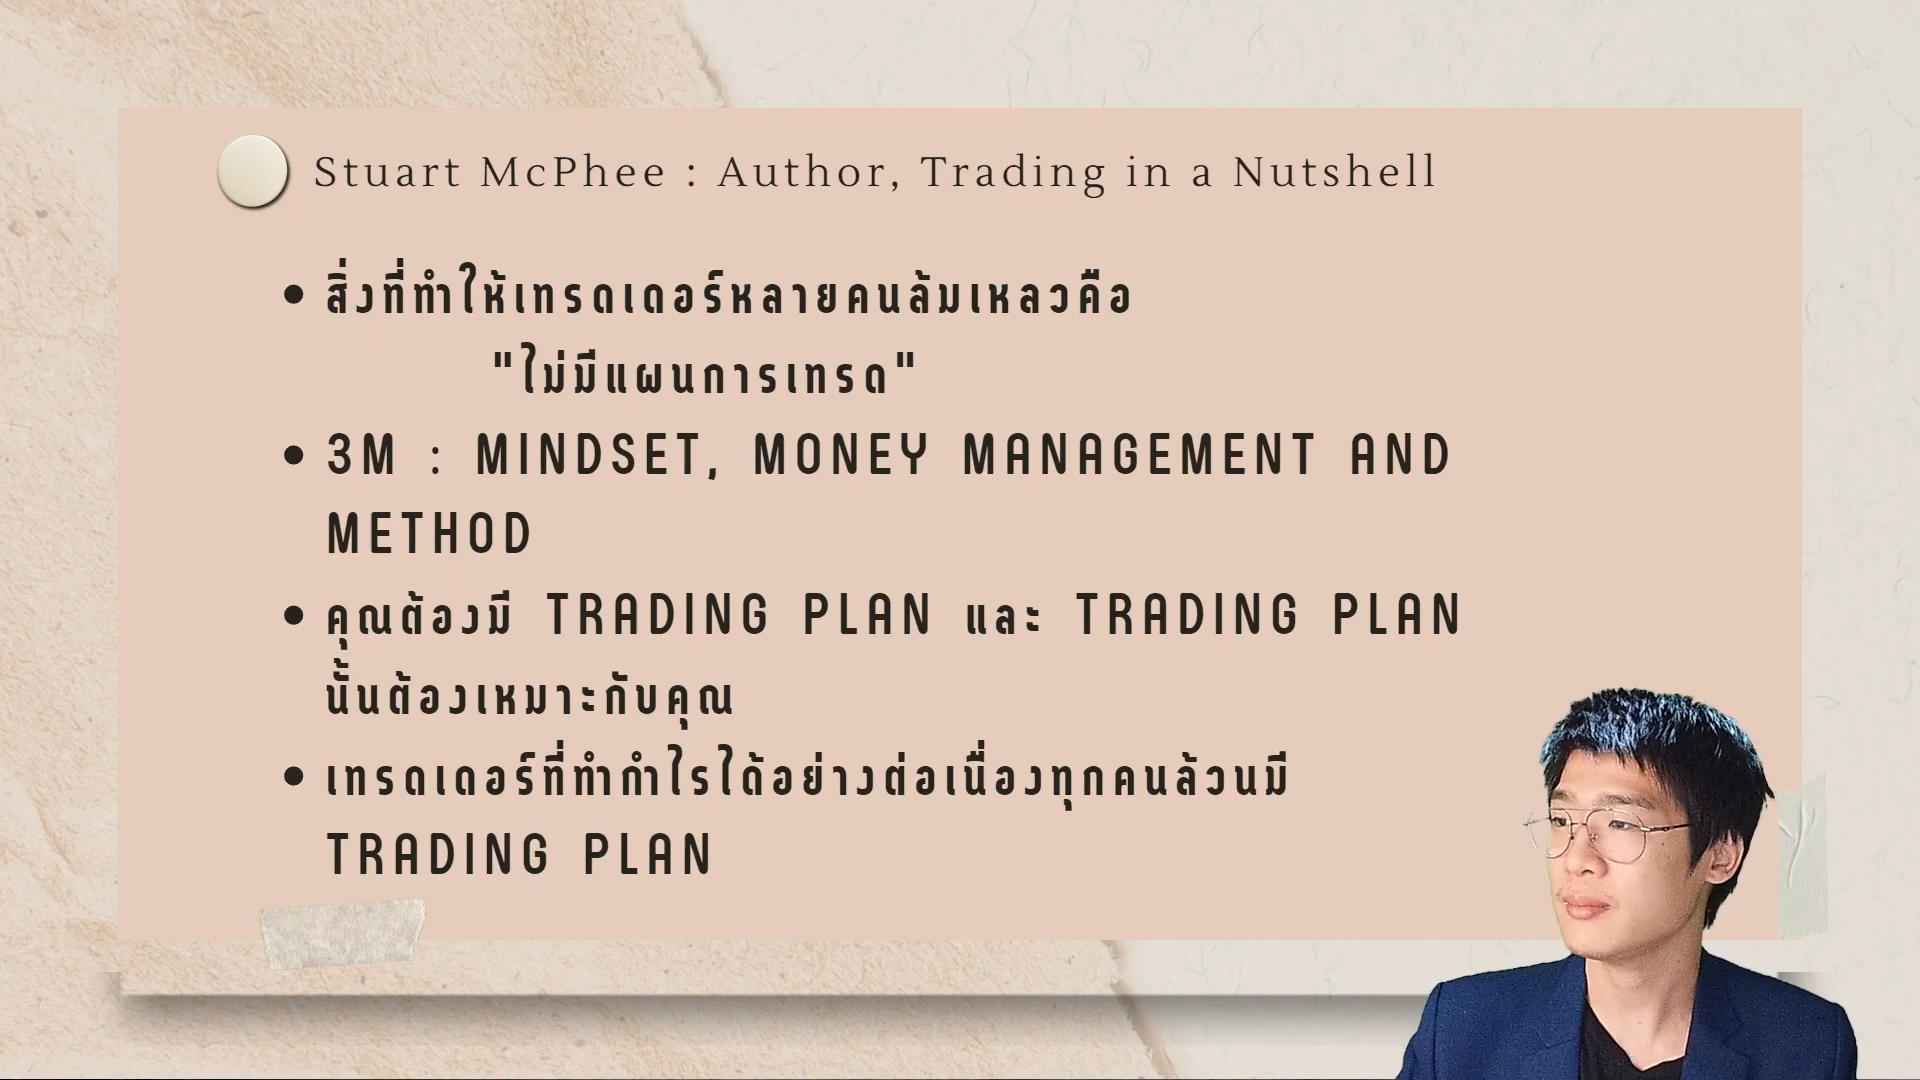 Stuart McPhee : Author, Trading in a Nutshell
สิ่งที่ทำให้เทรดเดอร์หลายคนล้มเหลวคือ
"ไม่มีแผนการเทรด"
3M : MINDSET, MONEY MANAGEMENT AND
METHOD
คุณต้องมี TRADING PLAN และ TRADING PLAN
นั้นต้องเหมาะกับคุณ
เทรดเดอร์ที่ทำกำไรได้อย่างต่อเนื่องทุกคนล้วนมี
TRADING PLAN